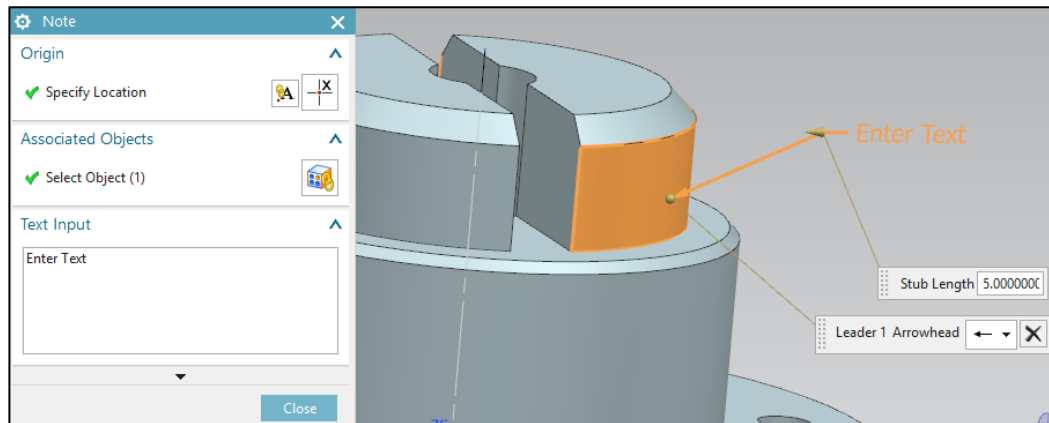 Note
Origin
Specify Location
A
X
Associated Objects
Select Object (1)
Text Input
Enter Text
Close
Enter Text
Stub Length 5.0000000
Leader 1 Arrowhead